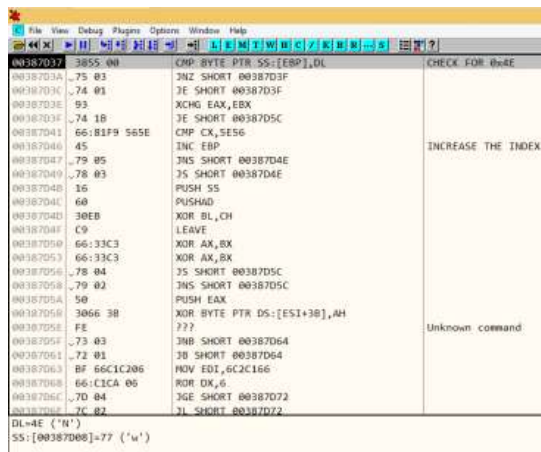 File View Debug Plugins Options Window Help
L E M T W H C / K B R ... S ?
00387D37 3855 00 CMP BYTE PTR SS:[EBP],DL CHECK FOR 0x4E
00387D3A 75 03 JNZ SHORT 00387D3F
00387D3C 74 01 JE SHORT 00387D3F
00387D3E 93 XCHG EAX,EBX
00387D3F 74 1B JE SHORT 00387D5C
00387D41 66:81F9 565E CMP CX,5E56
00387D46 45 INC EBP INCREASE THE INDEX
00387D47 79 05 JNS SHORT 00387D4E
00387D49 78 03 JS SHORT 00387D4E
00387D4B 16 PUSH SS
00387D4C 60 PUSHAD
00387D4D 30EB XOR BL,CH
00387D4F C9 LEAVE
00387D50 66:33C3 XOR AX,BX
00387D53 66:33C3 XOR AX,BX
00387D56 78 04 JS SHORT 00387D5C
00387D58 79 02 JNS SHORT 00387D5C
00387D5A 50 PUSH EAX
00387D5B 3066 38 XOR BYTE PTR DS:[ESI+38],AH
00387D5E FE ??? Unknown command
00387D5F 73 03 JNB SHORT 00387D64
00387D61 72 01 JB SHORT 00387D64
00387D63 BF 66C1C206 MOV EDI,6C2C166
00387D68 66:C1CA 06 ROR DX,6
00387D6C 7D 04 JGE SHORT 00387D72
00387D6E 7C 02 JL SHORT 00387D72
DL=4E ('N')
SS:[00387D08]=77 ('w')